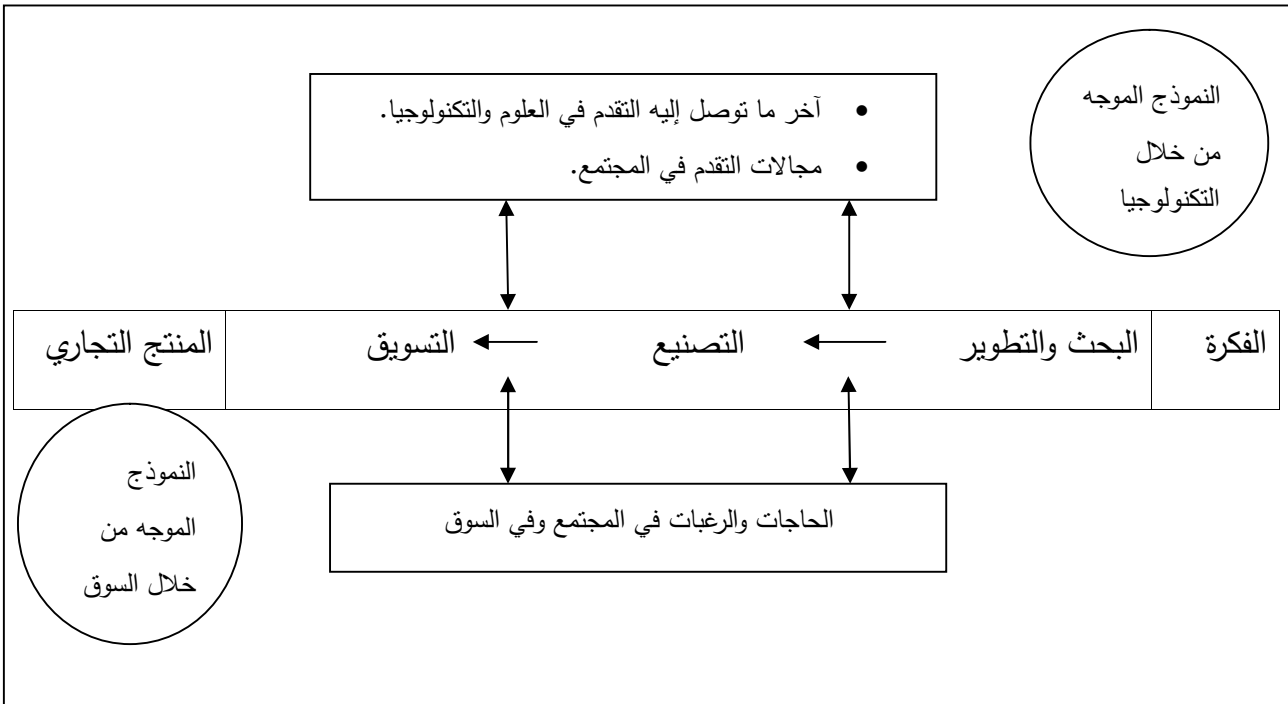 النموذج الموجه
من خلال
التكنولوجيا
• آخر ما توصل إليه التقدم في العلوم والتكنولوجيا.
• مجالات التقدم في المجتمع.
الفكرة
البحث والتطوير
التصنيع
التسويق
المنتج التجاري
الحاجات والرغبات في المجتمع وفي السوق
النموذج
الموجه من
خلال السوق